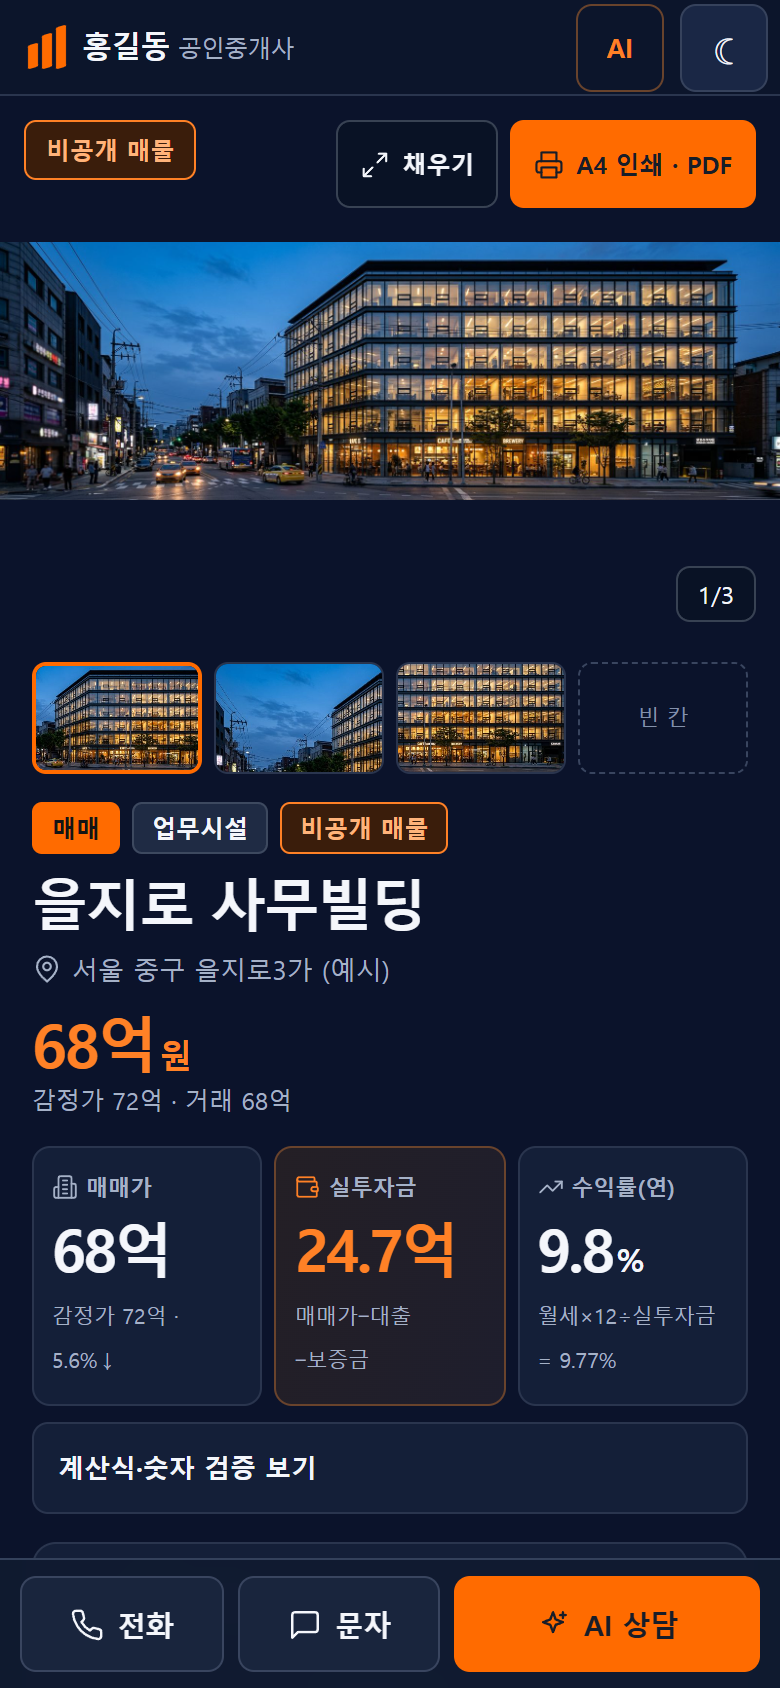 홍길동 공인중개사
AI
비공개 매물
채우기
A4 인쇄 · PDF
CAFE
BREWERY
1/3
빈 칸
매매
업무시설
비공개 매물
을지로 사무빌딩
서울 중구 을지로3가 (예시)
68억원
감정가 72억 · 거래 68억
매매가
68억
감정가 72억 ·
5.6%↓
실투자금
24.7억
매매가−대출
−보증금
수익률(연)
9.8%
월세×12÷실투자금
= 9.77%
계산식·숫자 검증 보기
전화
문자
AI 상담